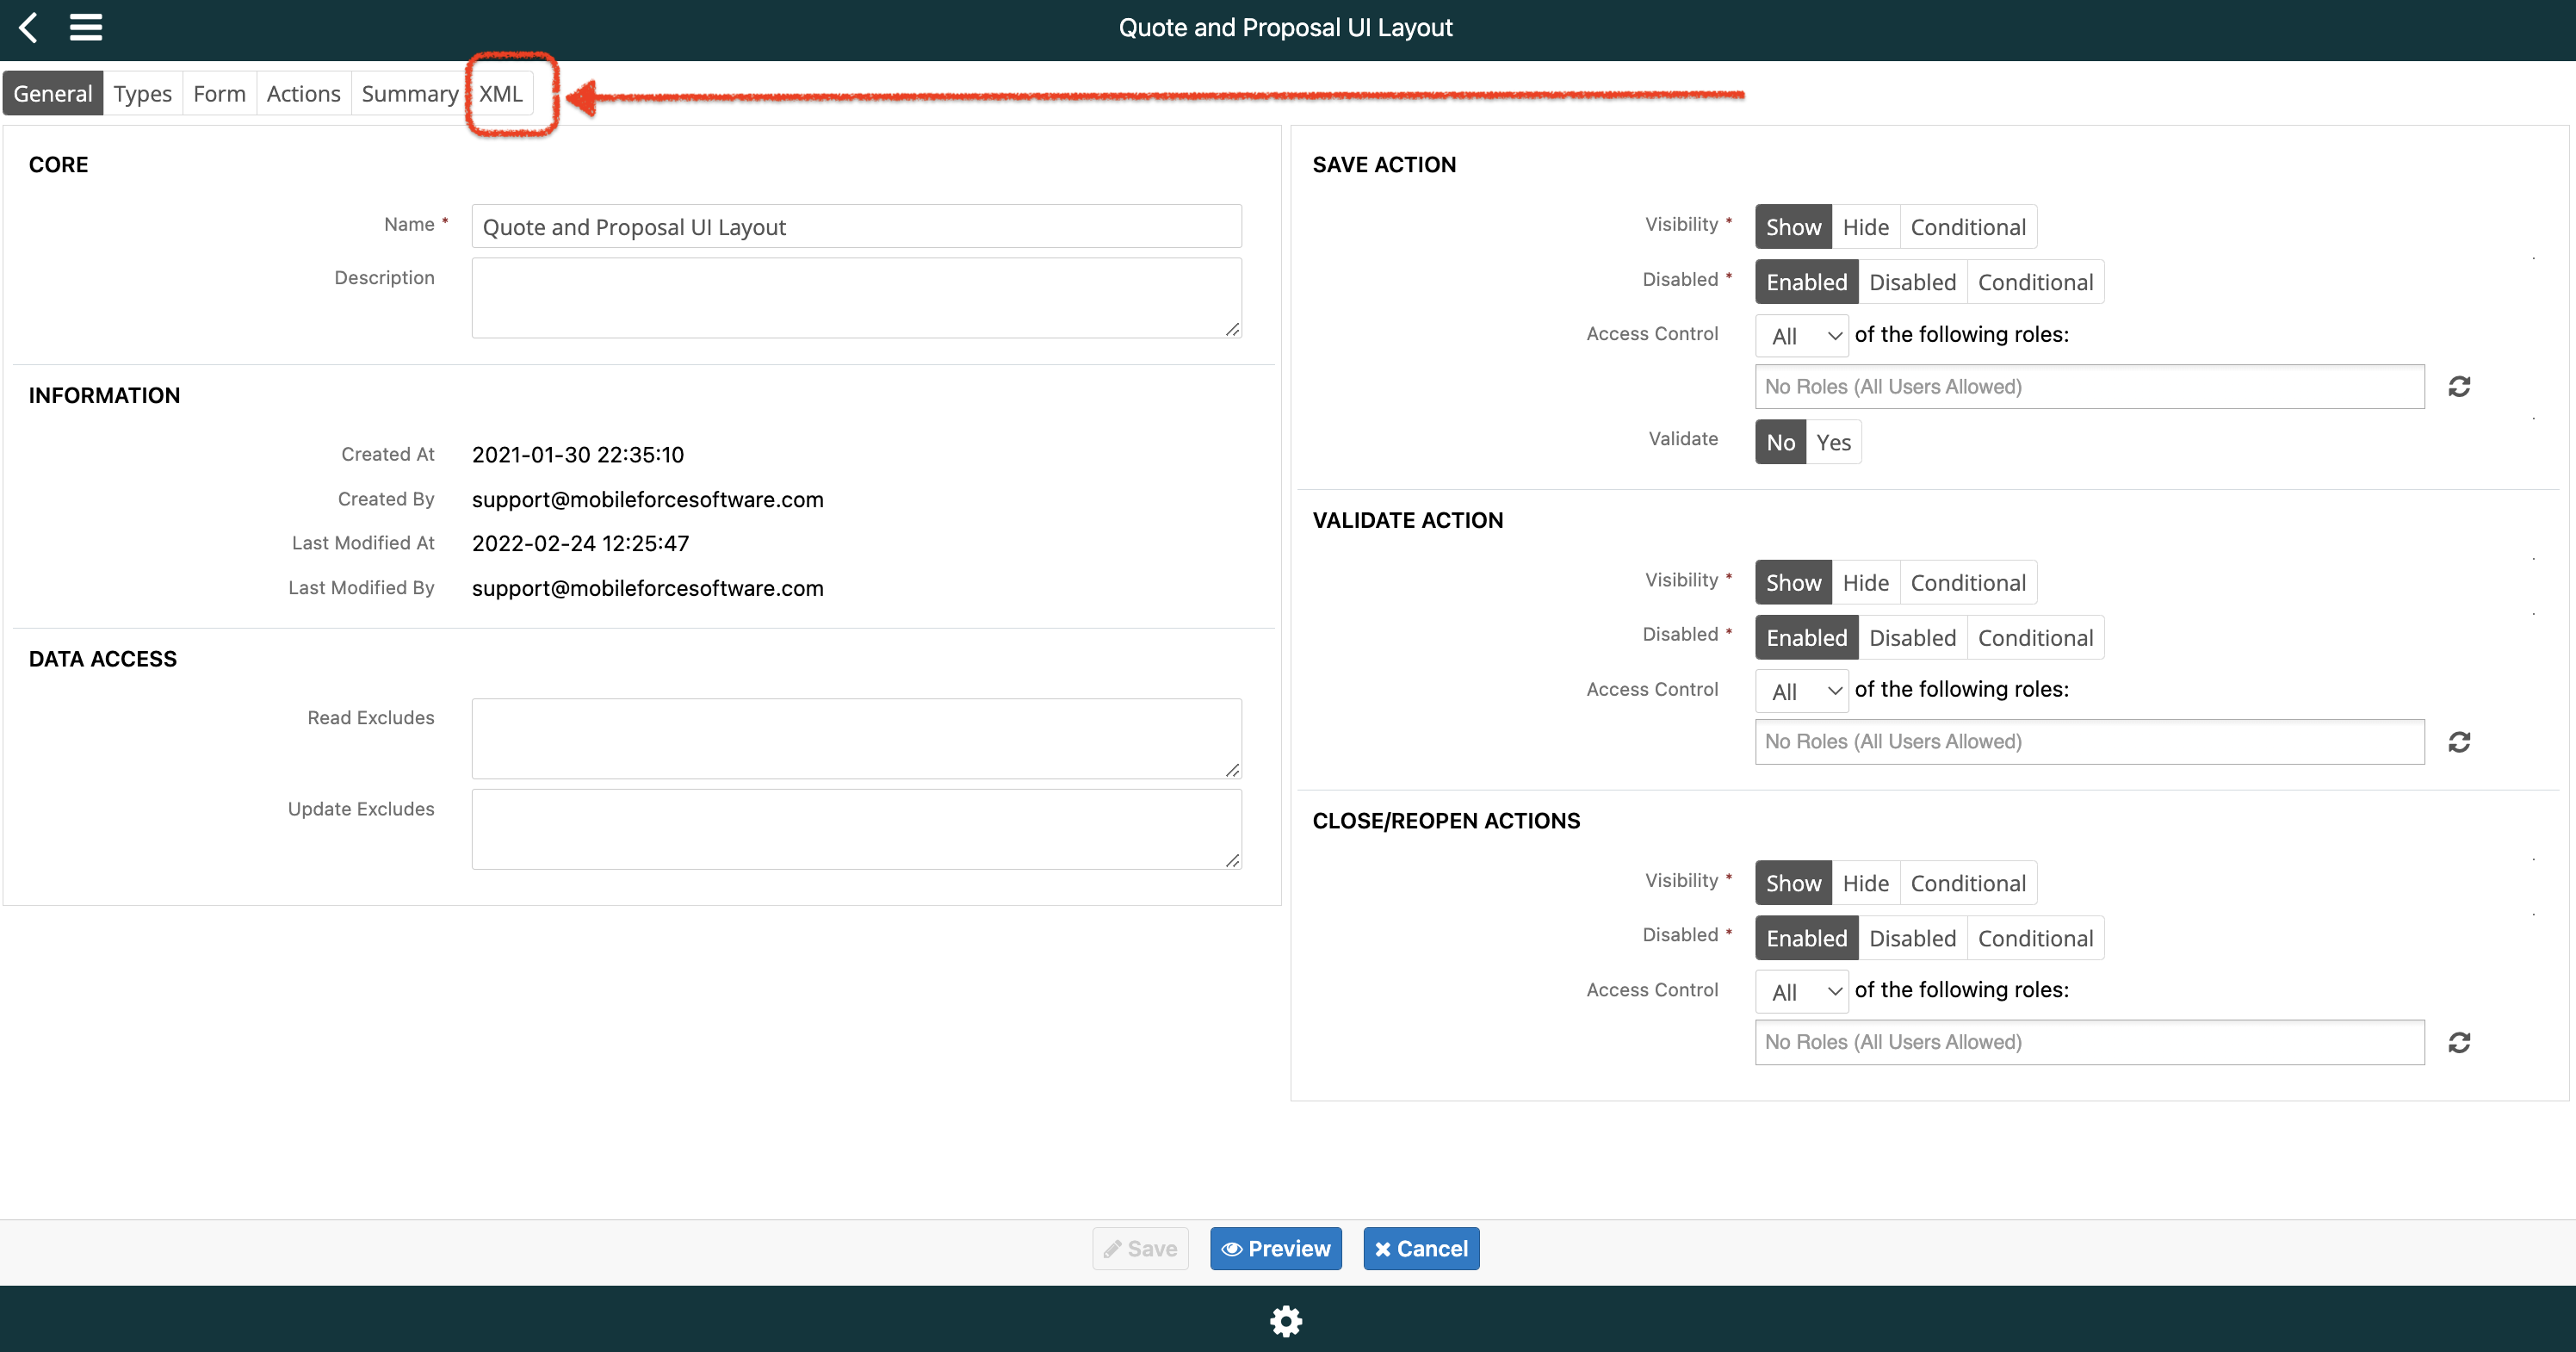 Quote and Proposal UI Layout
General Types Form Actions Summary XML
CORE
Name * Quote and Proposal UI Layout
Description
INFORMATION
Created At 2021-01-30 22:35:10
Created By support@mobileforcesoftware.com
Last Modified At 2022-02-24 12:25:47
Last Modified By support@mobileforcesoftware.com
DATA ACCESS
Read Excludes
Update Excludes
SAVE ACTION
Visibility * Show Hide Conditional
Disabled * Enabled Disabled Conditional
Access Control All of the following roles:
No Roles (All Users Allowed)
Validate No Yes
VALIDATE ACTION
Visibility * Show Hide Conditional
Disabled * Enabled Disabled Conditional
Access Control All of the following roles:
No Roles (All Users Allowed)
CLOSE/REOPEN ACTIONS
Visibility * Show Hide Conditional
Disabled * Enabled Disabled Conditional
Access Control All of the following roles:
No Roles (All Users Allowed)
Save Preview Cancel